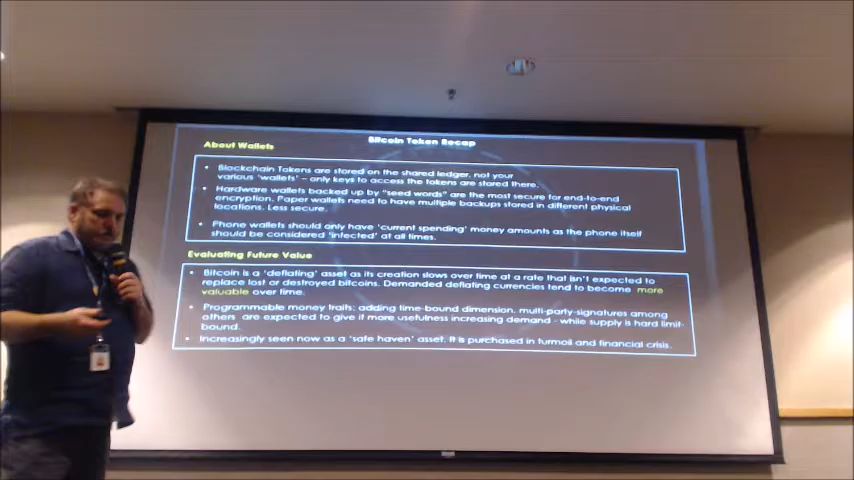 Bitcoin Token Recap
About Wallets
• Blockchain Tokens are stored on the shared ledger, not your
various 'wallets' – only keys to access the tokens are stored there.
• Hardware wallets backed up by "seed words" are the most secure for end-to-end
encryption. Paper wallets need to have multiple backups stored in different physical
locations. Less secure.
• Phone wallets should only have 'current spending' money amounts as the phone itself
should be considered 'infected' at all times.
Evaluating Future Value
• Bitcoin is a 'deflating' asset as its creation slows over time at a rate that isn't expected to
replace lost or destroyed bitcoins. Demanded deflating currencies tend to become more
valuable over time.
• Programmable money traits: adding time-bound dimension, multi-party-signatures among
others are expected to give it more usefulness increasing demand - while supply is hard limit-
bound.
• Increasingly seen now as a 'safe haven' asset. It is purchased in turmoil and financial crisis.